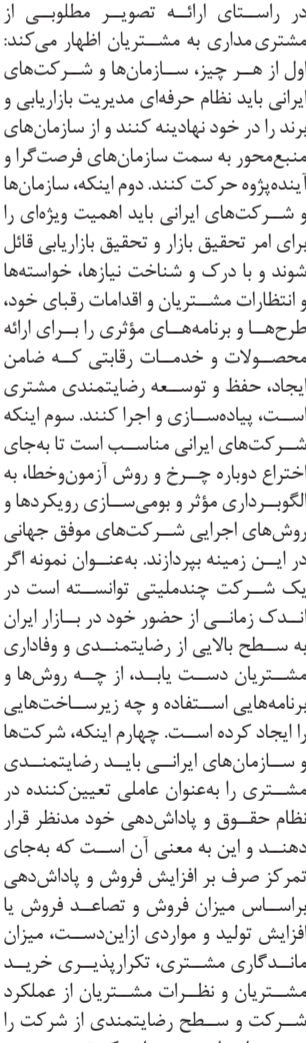 در راستای ارائه تصویر مطلوبی از
مشتری‌مداری به مشتریان اظهار می‌کند:
اول از هر چیز، سازمان‌ها و شرکت‌های
ایرانی باید نظام حرفه‌ای مدیریت بازاریابی و
برند را در خود نهادینه کنند و از سازمان‌های
منبع‌محور به سمت سازمان‌های فرصت‌گرا و
آینده‌پژوه حرکت کنند. دوم اینکه، سازمان‌ها
و شرکت‌های ایرانی باید اهمیت ویژه‌ای را
برای امر تحقیق بازار و تحقیق بازاریابی قائل
شوند و با درک و شناخت نیازها، خواسته‌ها
و انتظارات مشتریان و اقدامات رقبای خود،
طرح‌ها و برنامه‌های مؤثری را برای ارائه
محصولات و خدمات رقابتی که ضامن
ایجاد، حفظ و توسعه رضایتمندی مشتری
است، پیاده‌سازی و اجرا کنند. سوم اینکه
شرکت‌های ایرانی مناسب است تا به‌جای
اختراع دوباره چرخ و روش آزمون‌وخطا، به
الگوبرداری مؤثر و بومی‌سازی رویکردها و
روش‌های اجرایی شرکت‌های موفق جهانی
در این زمینه بپردازند. به‌عنوان نمونه اگر
یک شرکت چندملیتی توانسته است در
اندک زمانی از حضور خود در بازار ایران
به سطح بالایی از رضایتمندی و وفاداری
مشتریان دست یابد، از چه روش‌ها و
برنامه‌هایی استفاده و چه زیرساخت‌هایی
را ایجاد کرده است. چهارم اینکه، شرکت‌ها
و سازمان‌های ایرانی باید رضایتمندی
مشتری را به‌عنوان عاملی تعیین‌کننده در
نظام حقوق و پاداش‌دهی خود مدنظر قرار
دهند و این به معنی آن است که به‌جای
تمرکز صرف بر افزایش فروش و پاداش‌دهی
براساس میزان فروش و تصاعد فروش یا
افزایش تولید و مواردی ازاین‌دست، میزان
ماندگاری مشتری، تکرارپذیری خرید
مشتریان و نظرات مشتریان از عملکرد
شرکت و سطح رضایتمندی از شرکت را